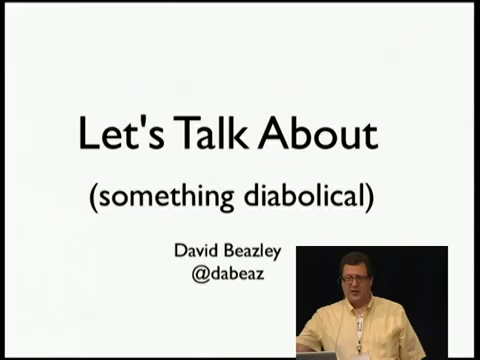 Let's Talk About
(something diabolical)
David Beazley
@dabeaz